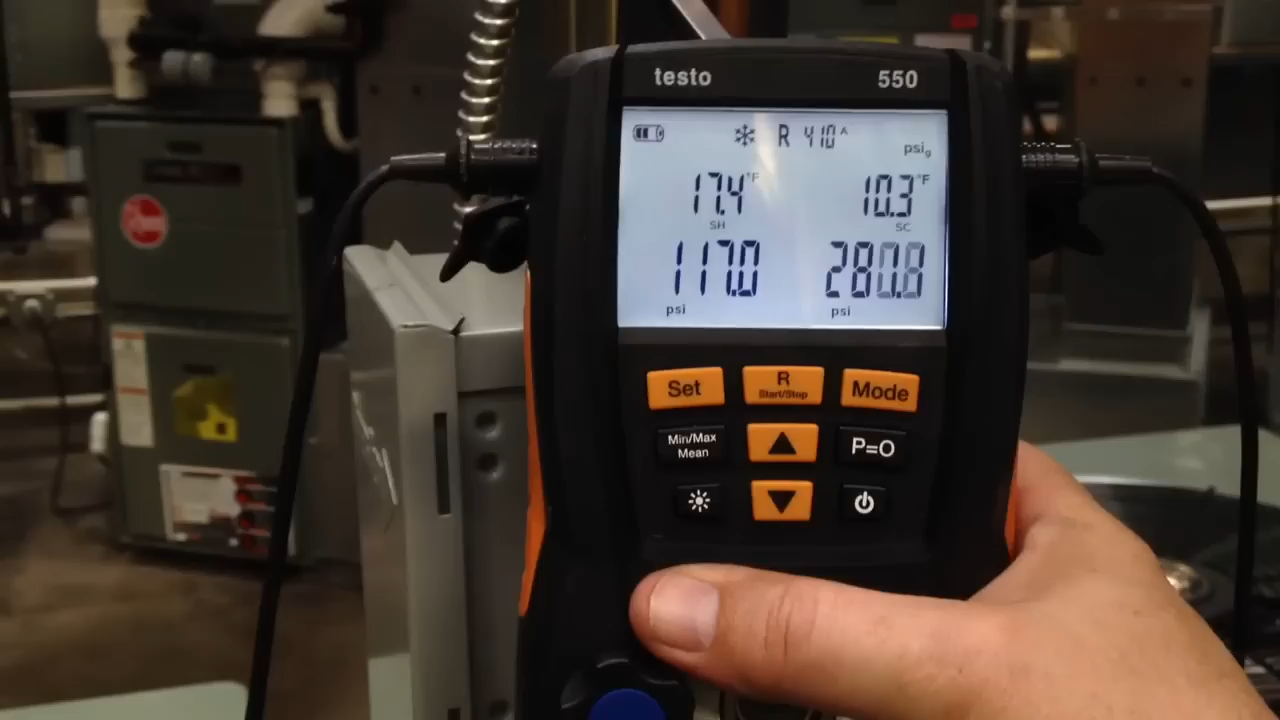 testo 550
R 410A
psig
17.4 °F 10.3 °F
SH SC
117.0 280.8
psi psi
Set R Mode
Start/Stop
Min/Max P=O
Mean